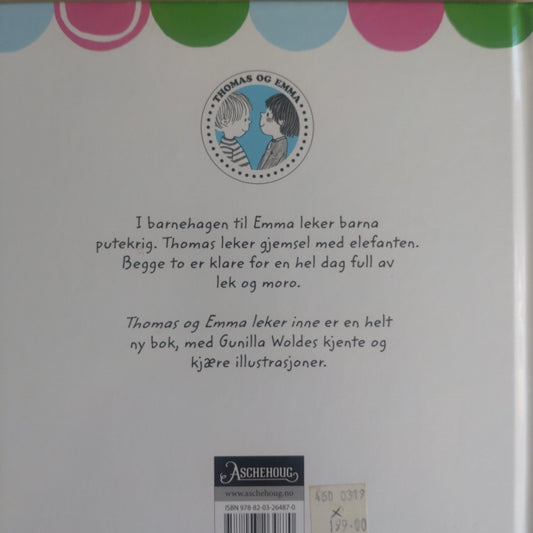 THOMAS OG EMMA
I barnehagen til Emma leker barna
putekrig. Thomas leker gjemsel med elefanten.
Begge to er klare for en hel dag full av
lek og moro.
Thomas og Emma leker inne er en helt
ny bok, med Gunilla Woldes kjente og
kjære illustrasjoner.
ASCHEHOUG
www.aschehoug.no
ISBN 978-82-03-26487-0
450 0319
X
199.00